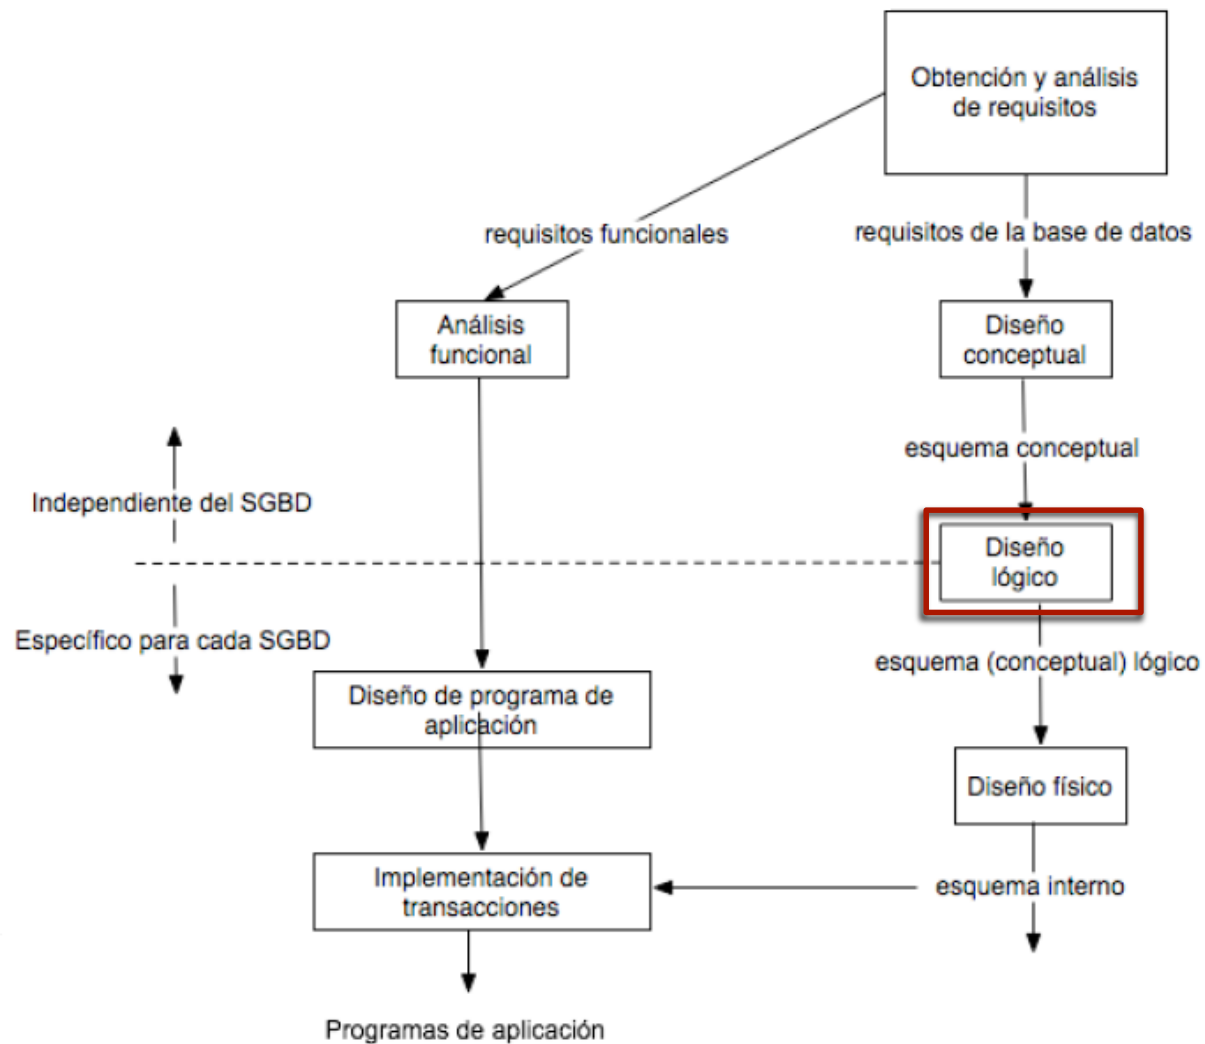 Obtención y análisis
de requisitos
requisitos funcionales
requisitos de la base de datos
Análisis
funcional
Diseño
conceptual
esquema conceptual
Independiente del SGBD
Diseño
lógico
Específico para cada SGBD
esquema (conceptual) lógico
Diseño de programa de
aplicación
Diseño físico
Implementación de
transacciones
esquema interno
Programas de aplicación